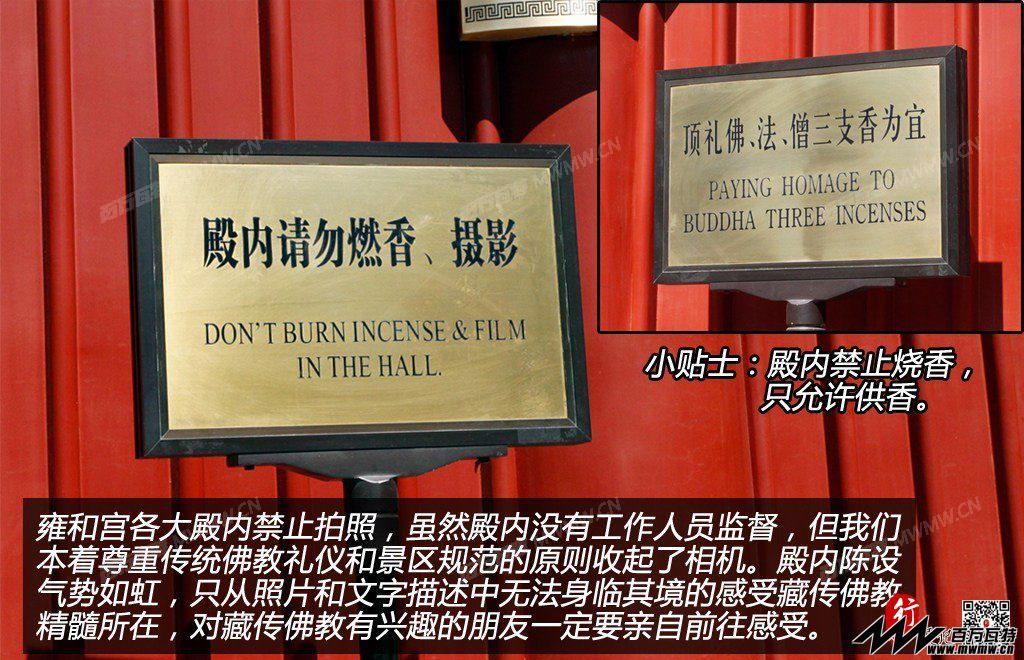 殿内请勿燃香、摄影
DON'T BURN INCENSE & FILM
IN THE HALL.
顶礼佛、法、僧三支香为宜
PAYING HOMAGE TO
BUDDHA THREE INCENSES
小贴士：殿内禁止烧香，
只允许供香。
雍和宫各大殿内禁止拍照，虽然殿内没有工作人员监督，但我们
本着尊重传统佛教礼仪和景区规范的原则收起了相机。殿内陈设
气势如虹，只从照片和文字描述中无法身临其境的感受藏传佛教
精髓所在，对藏传佛教有兴趣的朋友一定要亲自前往感受。
行
百万瓦特
www.mwmw.cn